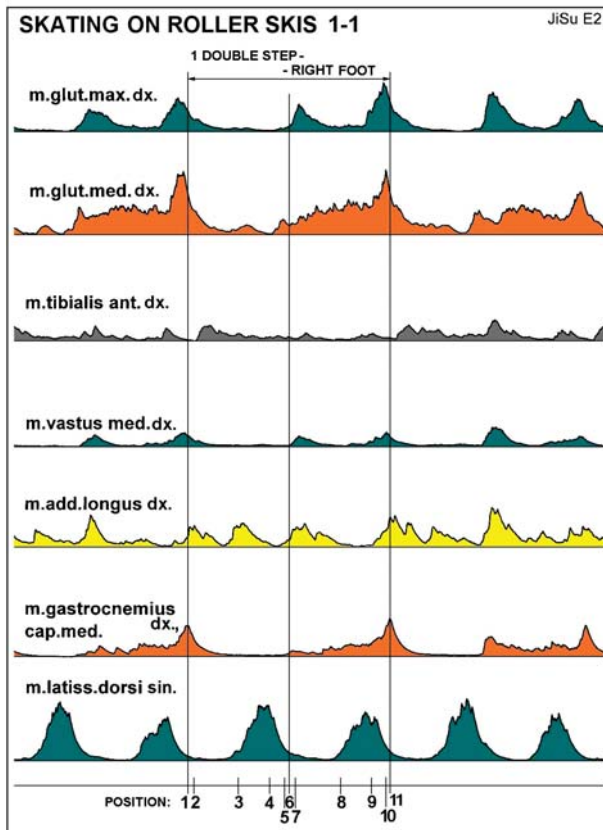 SKATING ON ROLLER SKIS 1-1
JiSu E2
1 DOUBLE STEP -
- RIGHT FOOT
m.glut.max.dx.
m.glut.med.dx.
m.tibialis ant. dx.
m.vastus med.dx.
m.add.longus dx.
m.gastrocnemius
cap.med. dx.,
m.latiss.dorsi sin.
POSITION: 1 2 3 4 5 6 7 8 9 10 11